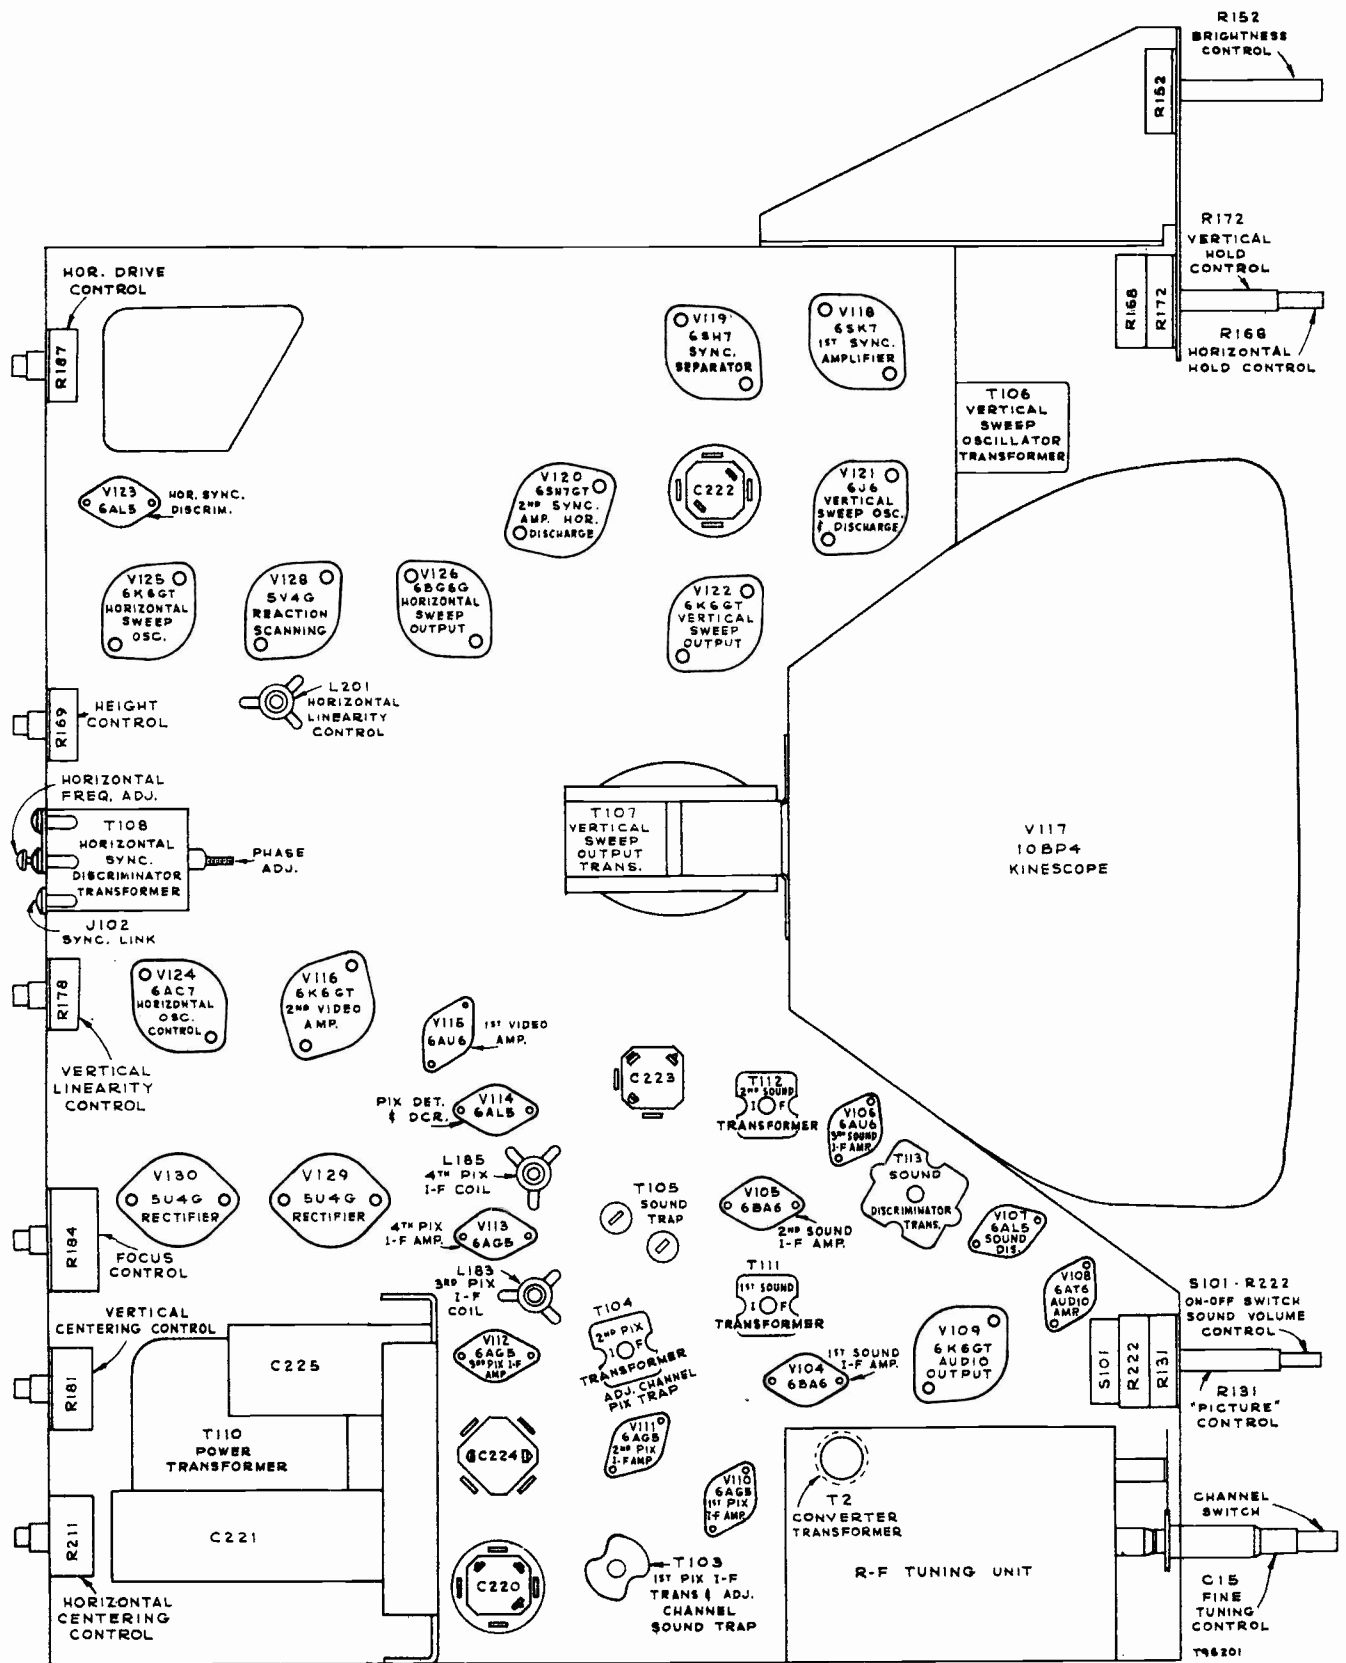 R152
BRIGHTNESS
CONTROL
R152
R172
VERTICAL
HOLD
CONTROL
R168
R172
R168
HORIZONTAL
HOLD CONTROL
HOR. DRIVE
CONTROL
R187
V119
6SH7
SYNC.
SEPARATOR
V118
6SK7
1ST SYNC.
AMPLIFIER
T106
VERTICAL
SWEEP
OSCILLATOR
TRANSFORMER
V123
6AL5
HOR. SYNC.
DISCRIM.
V120
6SN7GT
2ND SYNC.
AMP. HOR.
DISCHARGE
C222
V121
6J6
VERTICAL
SWEEP OSC.
& DISCHARGE
V125
6K6GT
HORIZONTAL
SWEEP
OSC.
V128
5V4G
REACTION
SCANNING
V126
6BG6G
HORIZONTAL
SWEEP
OUTPUT
V122
6K6GT
VERTICAL
SWEEP
OUTPUT
L201
HORIZONTAL
LINEARITY
CONTROL
R169
HEIGHT
CONTROL
HORIZONTAL
FREQ. ADJ.
T108
HORIZONTAL
SYNC.
DISCRIMINATOR
TRANSFORMER
PHASE
ADJ.
J102
SYNC. LINK
T107
VERTICAL
SWEEP
OUTPUT
TRANS.
V117
10BP4
KINESCOPE
R178
VERTICAL
LINEARITY
CONTROL
V124
6AC7
HORIZONTAL
OSC.
CONTROL
V116
6K6GT
2ND VIDEO
AMP.
V115
6AU6
1ST VIDEO
AMP.
PIX DET.
& DCR.
V114
6AL5
C223
T112
2ND SOUND
I F
TRANSFORMER
V106
6AU6
3RD SOUND
I-F AMP.
T113
SOUND
DISCRIMINATOR
TRANS.
V130
5U4G
RECTIFIER
V129
5U4G
RECTIFIER
L185
4TH PIX
I-F COIL
T105
SOUND
TRAP
V105
6BA6
2ND SOUND
I-F AMP.
V107
6AL5
SOUND
DIS.
4TH PIX
I-F AMP.
V113
6AG5
R184
FOCUS
CONTROL
L183
3RD PIX
I-F
COIL
T111
1ST SOUND
I F
TRANSFORMER
V108
6AT6
AUDIO
AMP.
S101-R222
ON-OFF SWITCH
SOUND VOLUME
CONTROL
VERTICAL
CENTERING CONTROL
R181
C225
V112
6AG5
3RD PIX I-F
AMP
T104
2ND PIX
I F
TRANSFORMER
ADJ. CHANNEL
PIX TRAP
V104
6BA6
1ST SOUND
I-F AMP.
V109
6K6GT
AUDIO
OUTPUT
S101
R222
R131
R131
"PICTURE"
CONTROL
T110
POWER
TRANSFORMER
C224
V111
6AG5
2ND PIX
I-F AMP
V110
6AG5
1ST PIX
I-F AMP
T2
CONVERTER
TRANSFORMER
CHANNEL
SWITCH
R211
C221
HORIZONTAL
CENTERING
CONTROL
C220
T103
1ST PIX I-F
TRANS & ADJ.
CHANNEL
SOUND TRAP
R-F TUNING UNIT
C15
FINE
TUNING
CONTROL
T96201